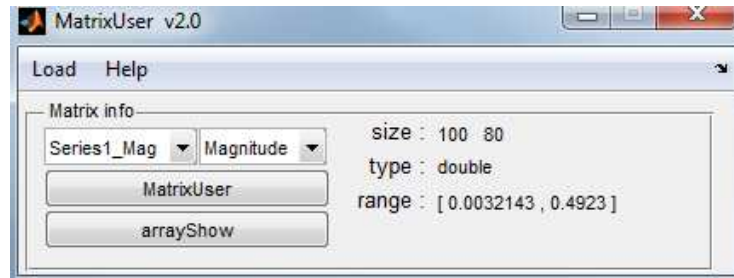 MatrixUser v2.0
Load Help
Matrix info
Series1_Mag Magnitude
MatrixUser
arrayShow
size : 100 80
type : double
range : [ 0.0032143 , 0.4923 ]